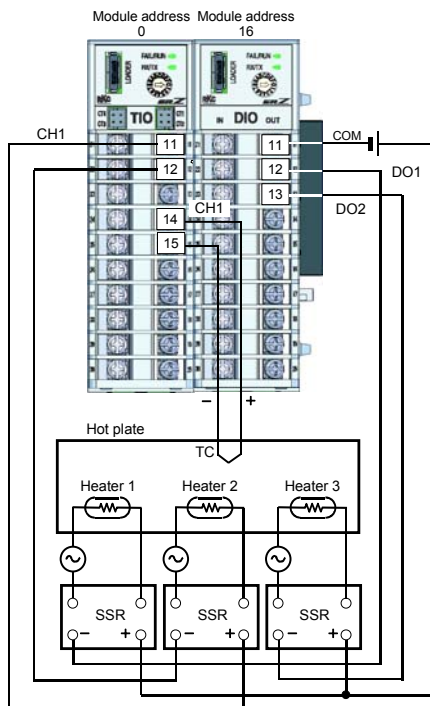 Module address Module address
0 16
FAIL/RUN FAIL/RUN
RX/TX RX/TX
LOADER LOADER
TIO IN DIO OUT
CH1 11 11 COM
12 12 DO1
13
CH1 DO2
14
15
− +
Hot plate
TC
Heater 1 Heater 2 Heater 3
SSR SSR SSR
− + − + − +